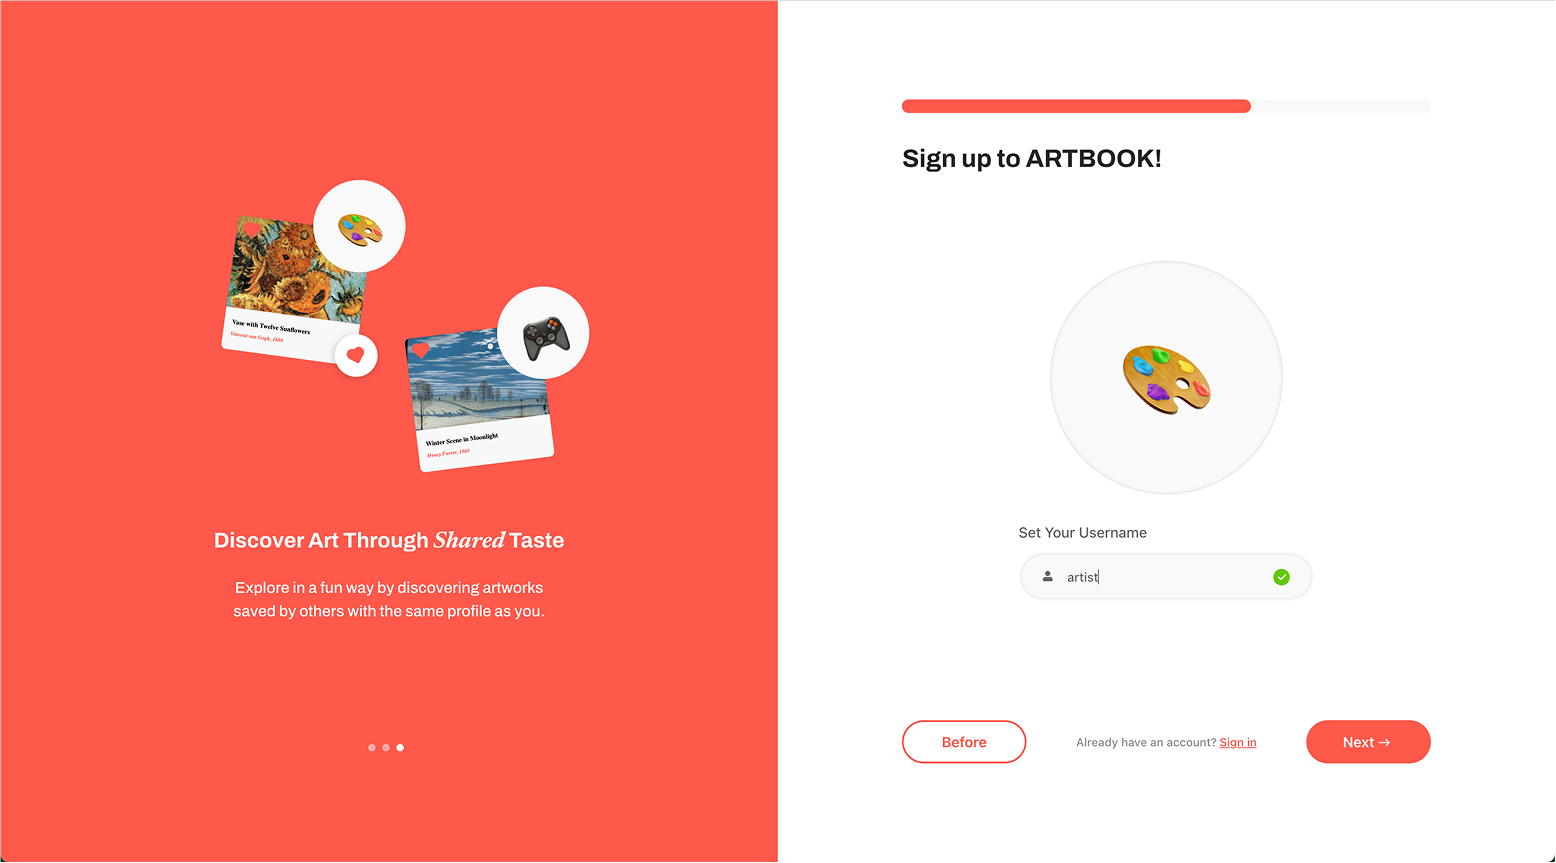 Vase with Twelve Sunflowers
Vincent van Gogh, 1889
Winter Scene in Moonlight
Henry Farrer, 1869
Discover Art Through Shared Taste
Explore in a fun way by discovering artworks
saved by others with the same profile as you.
Sign up to ARTBOOK!
Set Your Username
artist
Before
Already have an account? Sign in
Next →